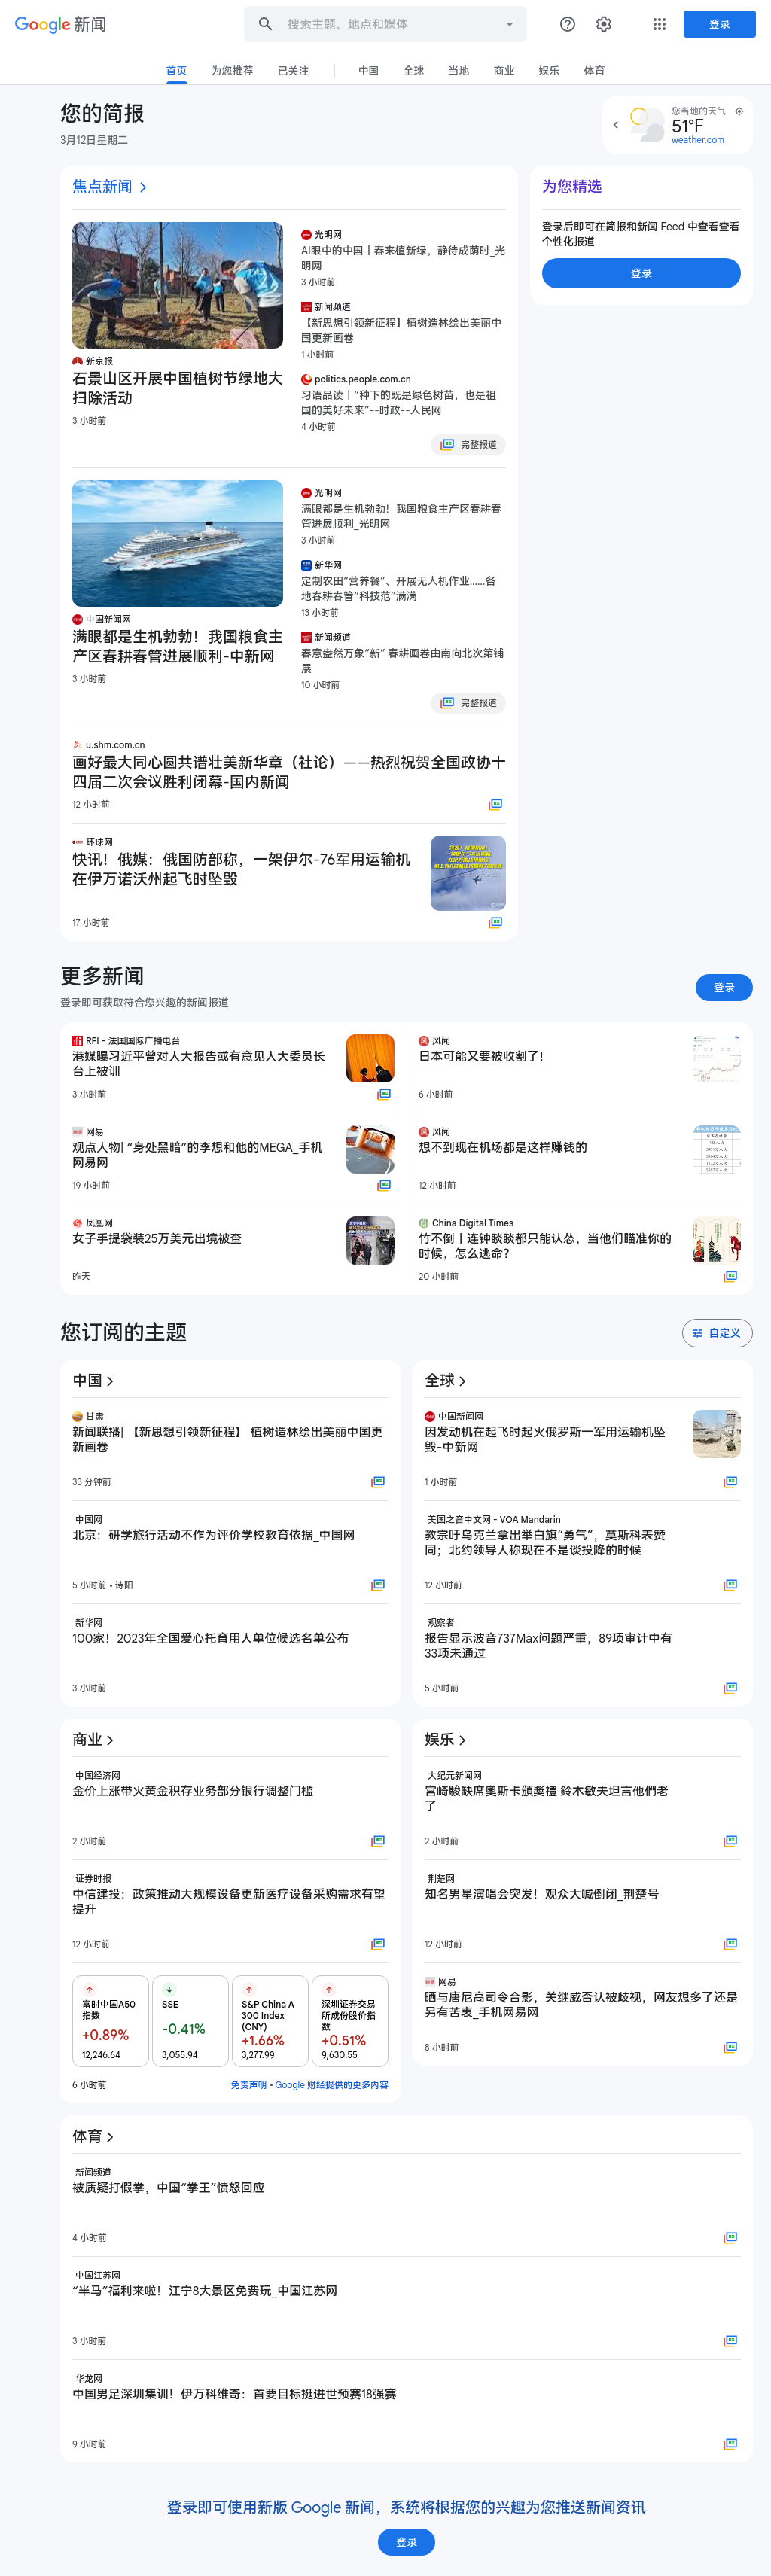 Google 新闻
搜索主题、地点和媒体
登录
首页
为您推荐
已关注
中国
全球
当地
商业
娱乐
体育
您的简报
3月12日星期二
您当地的天气
51°F
weather.com
焦点新闻
新京报
石景山区开展中国植树节绿地大
扫除活动
3 小时前
光明网
AI眼中的中国丨春来植新绿，静待成荫时_光
明网
3 小时前
新闻频道
【新思想引领新征程】植树造林绘出美丽中
国更新画卷
1 小时前
politics.people.com.cn
习语品读丨“种下的既是绿色树苗，也是祖
国的美好未来”--时政--人民网
4 小时前
完整报道
中国新闻网
满眼都是生机勃勃！我国粮食主
产区春耕春管进展顺利-中新网
3 小时前
光明网
满眼都是生机勃勃！我国粮食主产区春耕春
管进展顺利_光明网
3 小时前
新华网
定制农田“营养餐”、开展无人机作业……各
地春耕春管“科技范”满满
13 小时前
新闻频道
春意盎然万象“新” 春耕画卷由南向北次第铺
展
10 小时前
完整报道
u.shm.com.cn
画好最大同心圆共谱壮美新华章（社论）——热烈祝贺全国政协十
四届二次会议胜利闭幕-国内新闻
12 小时前
环球网
快讯！俄媒：俄国防部称，一架伊尔-76军用运输机
在伊万诺沃州起飞时坠毁
17 小时前
为您精选
登录后即可在简报和新闻 Feed 中查看查看
个性化报道
登录
更多新闻
登录即可获取符合您兴趣的新闻报道
登录
RFI - 法国国际广播电台
港媒曝习近平曾对人大报告或有意见人大委员长
台上被训
3 小时前
网易
观点人物| “身处黑暗”的李想和他的MEGA_手机
网易网
19 小时前
凤凰网
女子手提袋装25万美元出境被查
昨天
风闻
日本可能又要被收割了！
6 小时前
风闻
想不到现在机场都是这样赚钱的
12 小时前
China Digital Times
竹不倒丨连钟睒睒都只能认怂，当他们瞄准你的
时候，怎么逃命？
20 小时前
您订阅的主题
自定义
中国
甘肃
新闻联播| 【新思想引领新征程】 植树造林绘出美丽中国更
新画卷
33 分钟前
中国网
北京：研学旅行活动不作为评价学校教育依据_中国网
5 小时前 • 诗阳
新华网
100家！2023年全国爱心托育用人单位候选名单公布
3 小时前
全球
中国新闻网
因发动机在起飞时起火俄罗斯一军用运输机坠
毁-中新网
1 小时前
美国之音中文网 - VOA Mandarin
教宗吁乌克兰拿出举白旗“勇气”，莫斯科表赞
同；北约领导人称现在不是谈投降的时候
12 小时前
观察者
报告显示波音737Max问题严重，89项审计中有
33项未通过
5 小时前
商业
中国经济网
金价上涨带火黄金积存业务部分银行调整门槛
2 小时前
证券时报
中信建投：政策推动大规模设备更新医疗设备采购需求有望
提升
12 小时前
富时中国A50
指数
+0.89%
12,246.64
SSE
-0.41%
3,055.94
S&P China A
300 Index
(CNY)
+1.66%
3,277.99
深圳证券交易
所成份股价指
数
+0.51%
9,630.55
6 小时前
免责声明 • Google 财经提供的更多内容
娱乐
大纪元新闻网
宮崎駿缺席奧斯卡頒獎禮 鈴木敏夫坦言他們老
了
2 小时前
荆楚网
知名男星演唱会突发！观众大喊倒闭_荆楚号
12 小时前
网易
晒与唐尼高司令合影，关继威否认被歧视，网友想多了还是
另有苦衷_手机网易网
8 小时前
体育
新闻频道
被质疑打假拳，中国“拳王”愤怒回应
4 小时前
中国江苏网
“半马”福利来啦！江宁8大景区免费玩_中国江苏网
3 小时前
华龙网
中国男足深圳集训！伊万科维奇：首要目标挺进世预赛18强赛
9 小时前
登录即可使用新版 Google 新闻，系统将根据您的兴趣为您推送新闻资讯
登录